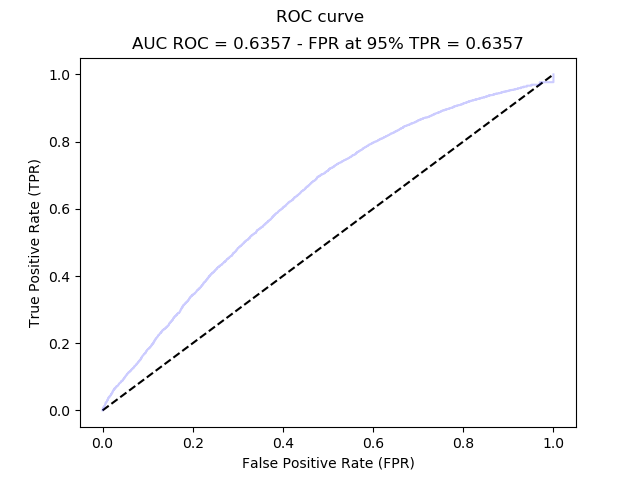 ROC curve
AUC ROC = 0.6357 - FPR at 95% TPR = 0.6357
1.0
0.8
0.6
0.4
0.2
0.0
True Positive Rate (TPR)
0.0 0.2 0.4 0.6 0.8 1.0
False Positive Rate (FPR)